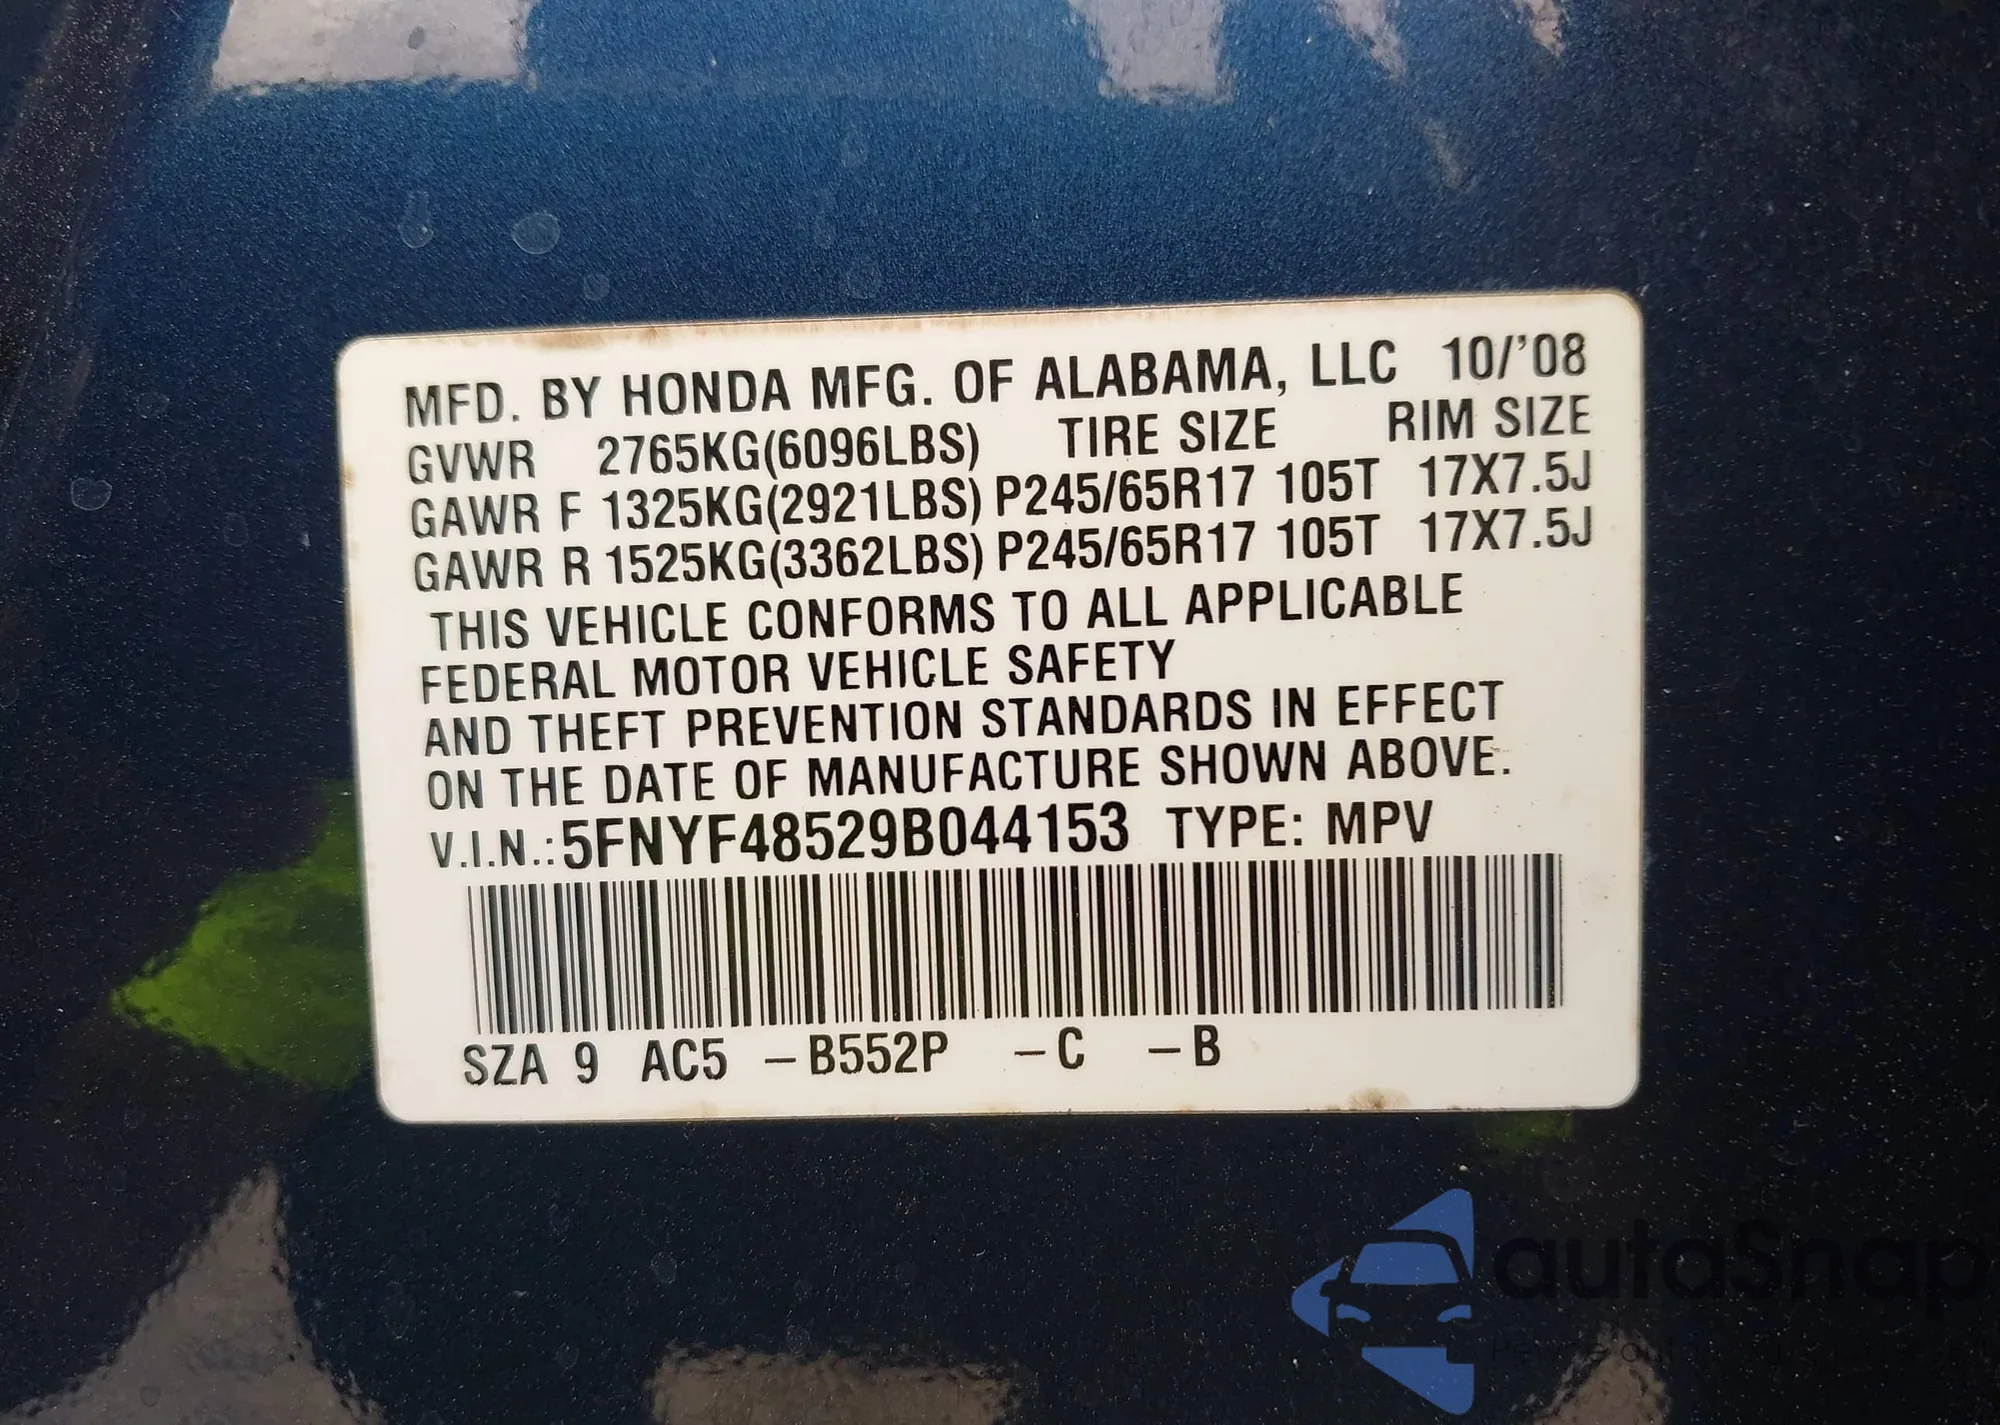 MFD. BY HONDA MFG. OF ALABAMA, LLC 10/'08
GVWR 2765KG(6096LBS) TIRE SIZE RIM SIZE
GAWR F 1325KG(2921LBS) P245/65R17 105T 17X7.5J
GAWR R 1525KG(3362LBS) P245/65R17 105T 17X7.5J
THIS VEHICLE CONFORMS TO ALL APPLICABLE
FEDERAL MOTOR VEHICLE SAFETY
AND THEFT PREVENTION STANDARDS IN EFFECT
ON THE DATE OF MANUFACTURE SHOWN ABOVE.
V.I.N.: 5FNYF48529B044153 TYPE: MPV
SZA 9 AC5 –B552P –C –B
autaSnap